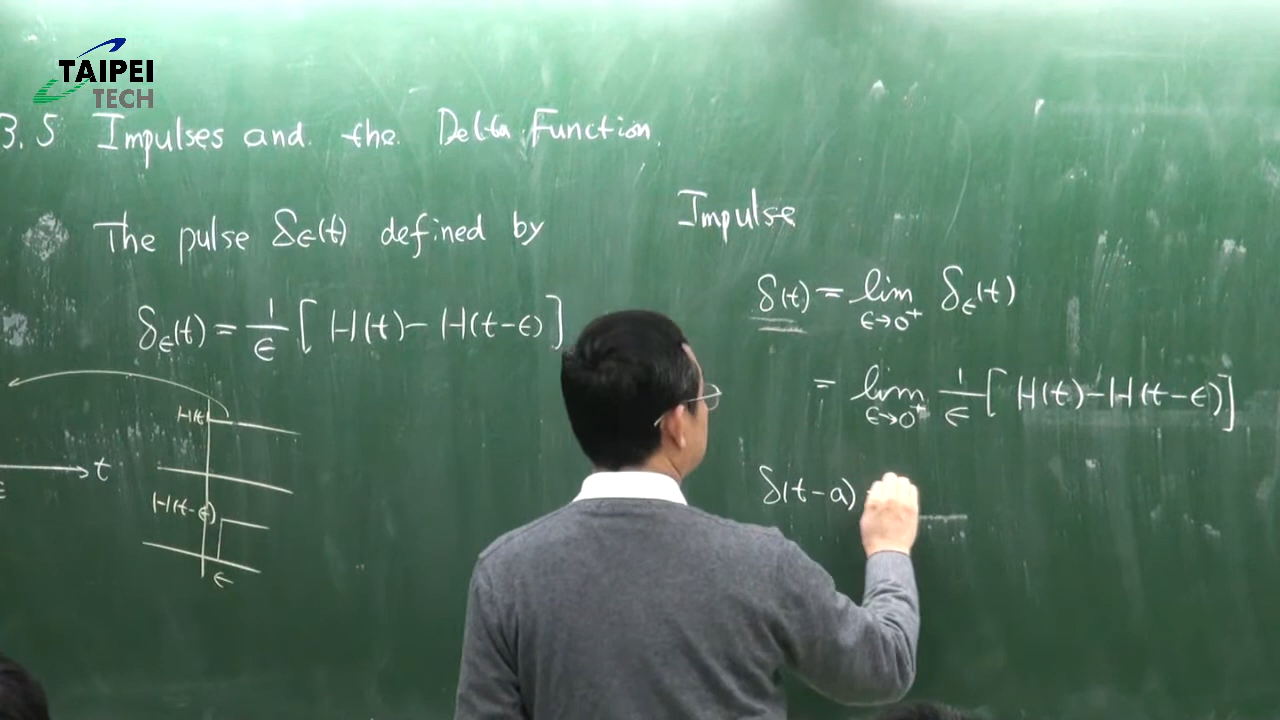 TAIPEI
TECH
3.5 Impulses and the Delta Function.
The pulse δε(t) defined by
δε(t) = 1/ε [ H(t) - H(t-ε) ]
H(t)
t
ε
H(t-ε)
ε
Impulse
δ(t) = lim ε→0⁺ δε(t)
= lim ε→0⁺ 1/ε [ H(t) - H(t-ε) ]
δ(t-a)